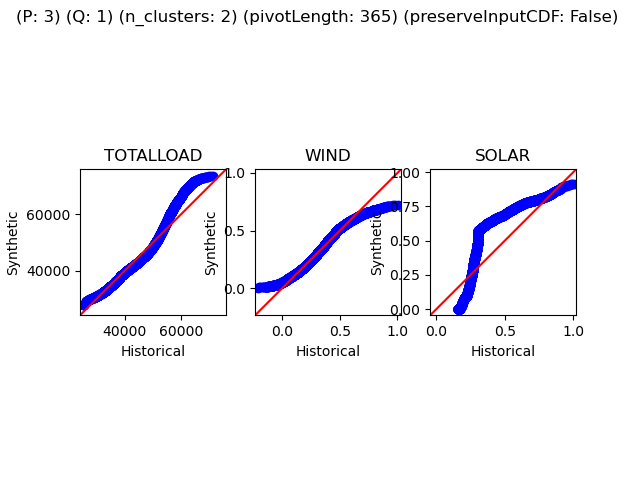 (P: 3) (Q: 1) (n_clusters: 2) (pivotLength: 365) (preserveInputCDF: False)
TOTALLOAD
WIND
SOLAR
Synthetic
60000
40000
40000
60000
Historical
Synthetic
1.0
0.5
0.0
0.0
0.5
1.0
Historical
Synthetic
1.00
0.75
0.50
0.25
0.00
0.0
0.5
1.0
Historical